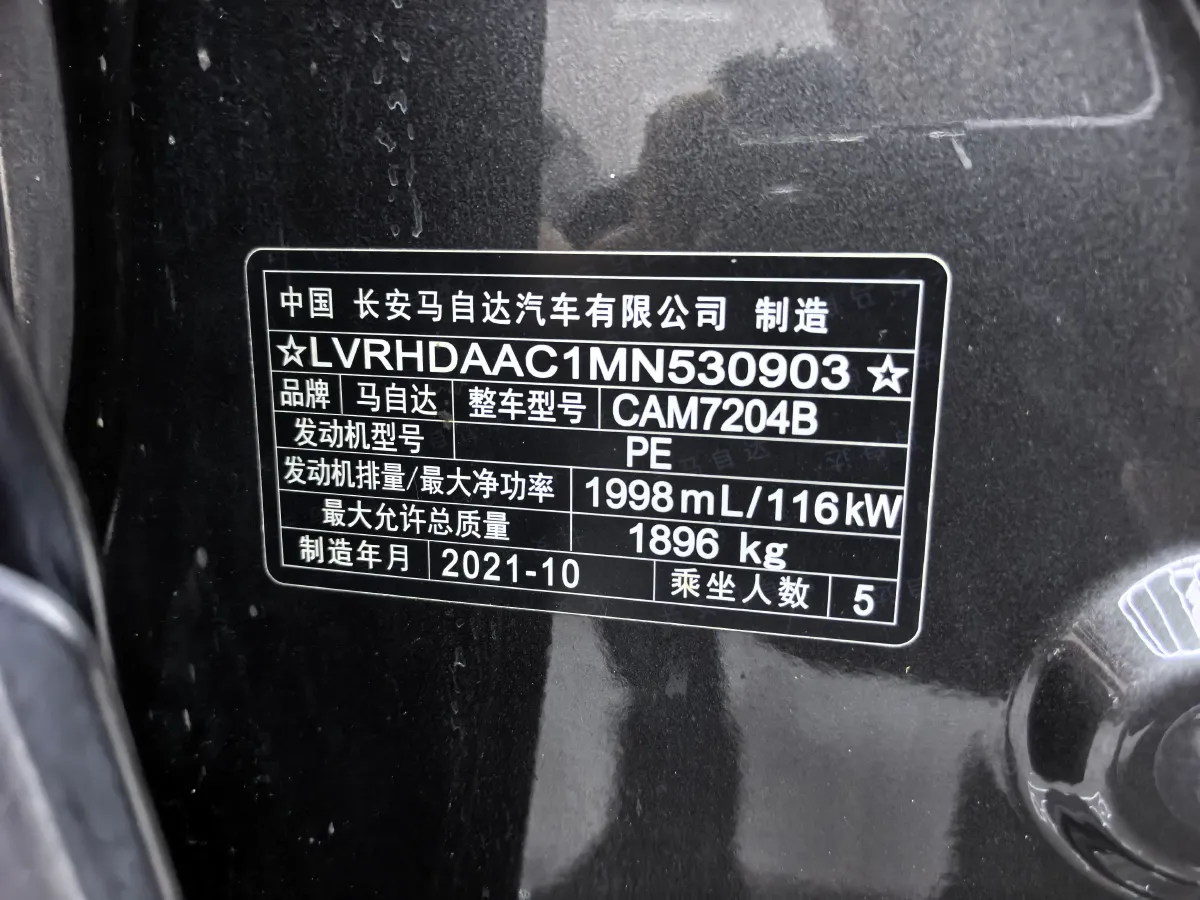 中国 长安马自达汽车有限公司 制造
☆LVRHDAAC1MN530903☆
品牌 马自达 整车型号 CAM7204B
发动机型号 PE
发动机排量/最大净功率 1998mL/116kW
最大允许总质量 1896 kg
制造年月 2021-10 乘坐人数 5